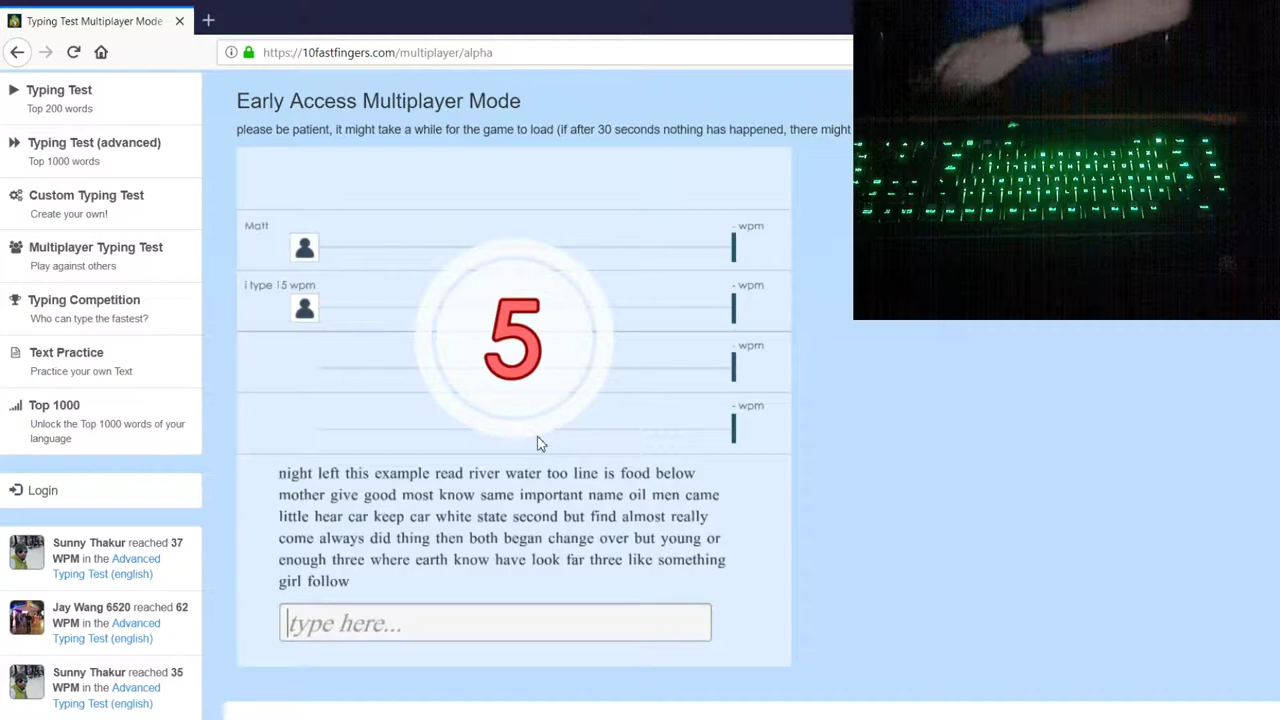 Typing Test Multiplayer Mode
https://10fastfingers.com/multiplayer/alpha
Typing Test
Top 200 words
Typing Test (advanced)
Top 1000 words
Custom Typing Test
Create your own!
Multiplayer Typing Test
Play against others
Typing Competition
Who can type the fastest?
Text Practice
Practice your own Text
Top 1000
Unlock the Top 1000 words of your
language
Login
Sunny Thakur reached 37
WPM in the Advanced
Typing Test (english)
Jay Wang 6520 reached 62
WPM in the Advanced
Typing Test (english)
Sunny Thakur reached 35
WPM in the Advanced
Typing Test (english)
Early Access Multiplayer Mode
please be patient, it might take a while for the game to load (if after 30 seconds nothing has happened, there might
Matt
- wpm
i type 15 wpm
- wpm
- wpm
- wpm
5
night left this example read river water too line is food below
mother give good most know same important name oil men came
little hear car keep car white state second but find almost really
come always did thing then both began change over but young or
enough three where earth know have look far three like something
girl follow
type here...